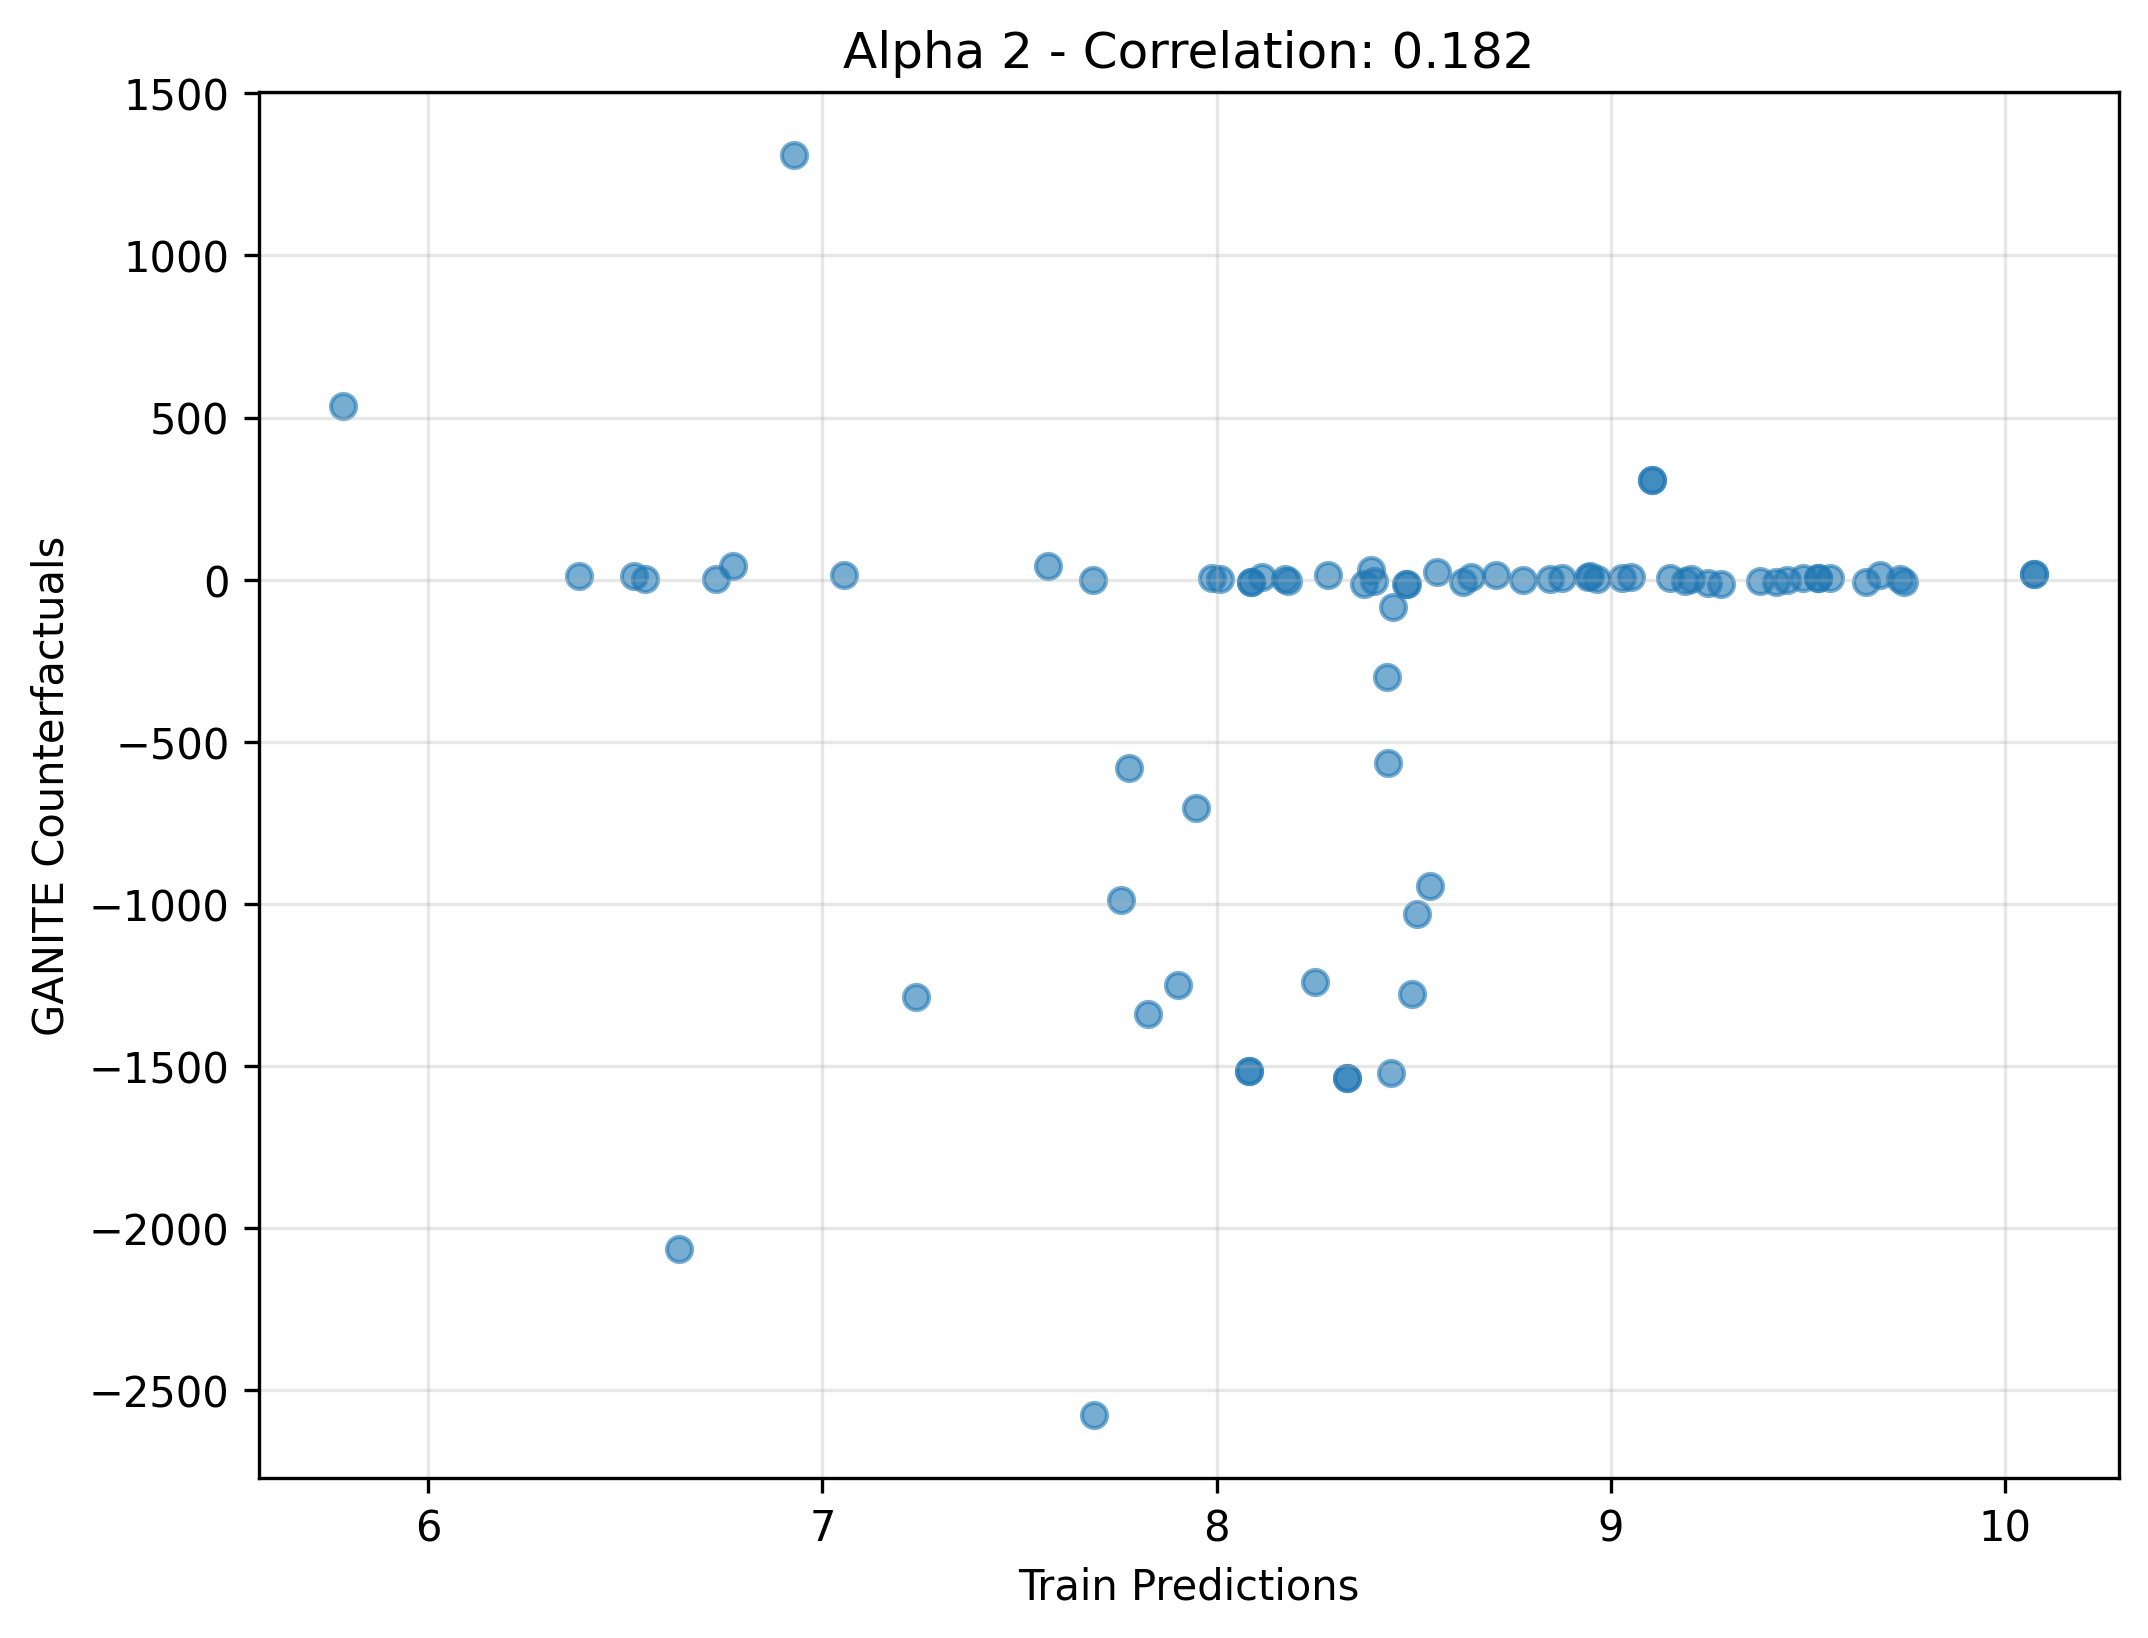 Alpha 2 - Correlation: 0.182
1500
1000
500
0
−500
−1000
−1500
−2000
−2500
GANITE Counterfactuals
6 7 8 9 10
Train Predictions